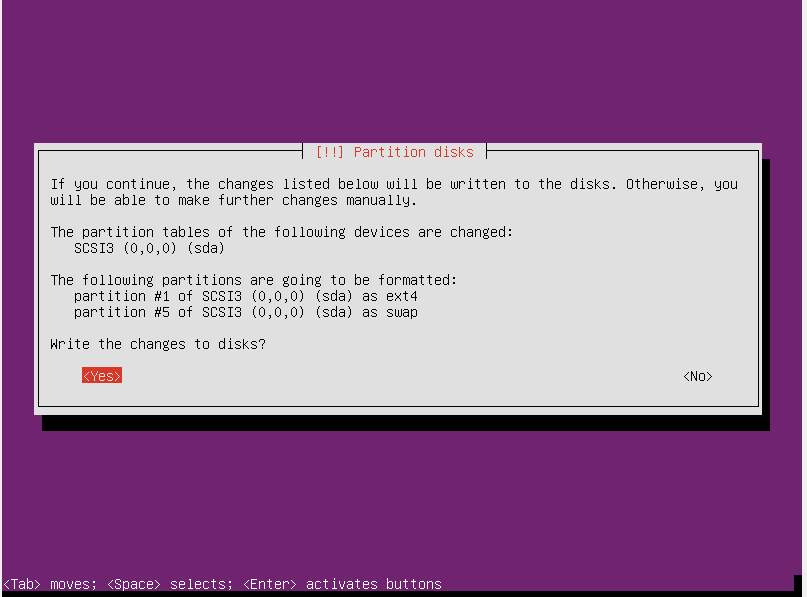 [!!] Partition disks
If you continue, the changes listed below will be written to the disks. Otherwise, you
will be able to make further changes manually.
The partition tables of the following devices are changed:
SCSI3 (0,0,0) (sda)
The following partitions are going to be formatted:
partition #1 of SCSI3 (0,0,0) (sda) as ext4
partition #5 of SCSI3 (0,0,0) (sda) as swap
Write the changes to disks?
<Yes> <No>
<Tab> moves; <Space> selects; <Enter> activates buttons